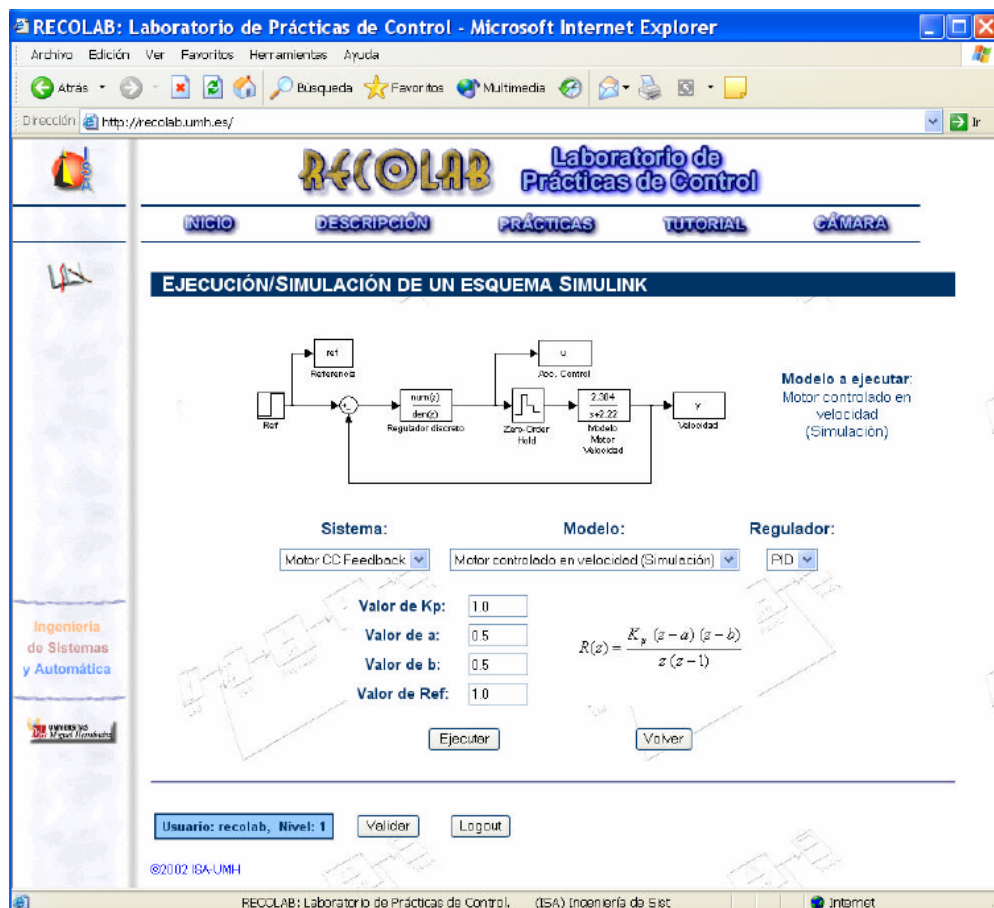 RECOLAB: Laboratorio de Prácticas de Control - Microsoft Internet Explorer
Archivo Edición Ver Favoritos Herramientas Ayuda
Atrás Búsqueda Favoritos Multimedia
Dirección http://recolab.umh.es/ Ir
ISA
RECOLAB Laboratorio de
Prácticas de Control
INICIO DESCRIPCIÓN PRÁCTICAS TUTORIAL CÁMARA
EJECUCIÓN/SIMULACIÓN DE UN ESQUEMA SIMULINK
ref
Referencia
u
Acc. Control
Ref
num(z)
den(z)
Regulador discreto
Zero-Order
Hold
2.304
s+2.22
Modelo
Motor
Velocidad
y
Velocidad
Modelo a ejecutar:
Motor controlado en
velocidad
(Simulación)
Sistema: Modelo: Regulador:
Motor CC Feedback Motor controlado en velocidad (Simulación) PID
Valor de Kp: 1.0
Valor de a: 0.5
Valor de b: 0.5
Valor de Ref: 1.0
R(z) = K_p (z-a) (z-b) / z (z-1)
Ejecutar Volver
Ingeniería
de Sistemas
y Automática
UNIVERSITAS
Miguel Hernández
Usuario: recolab, Nivel: 1 Validar Logout
©2002 ISA-UMH
RECOLAB: Laboratorio de Prácticas de Control. (ISA) Ingeniería de Sist Internet